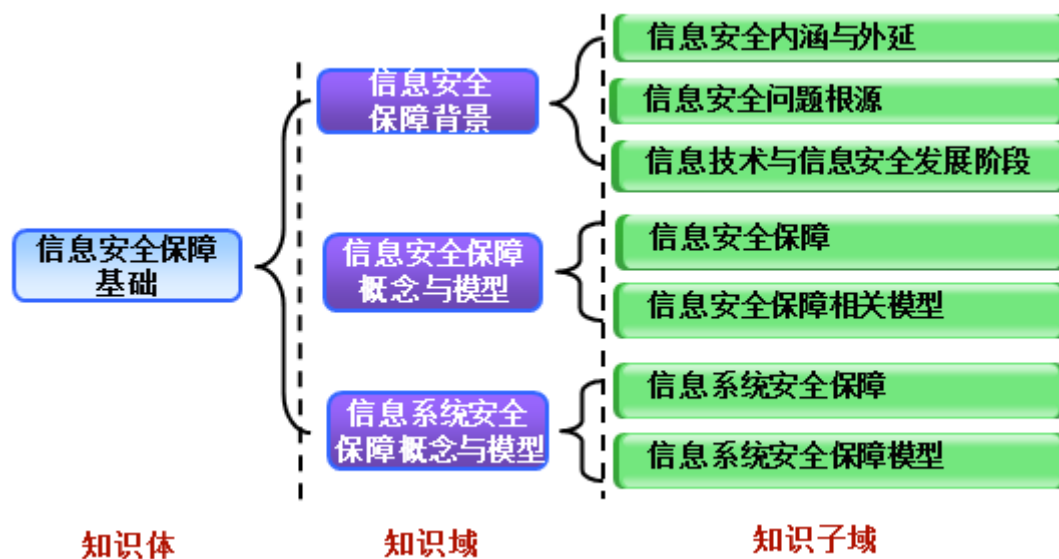 信息安全保障
基础
信息安全
保障背景
信息安全保障
概念与模型
信息系统安全
保障概念与模型
信息安全内涵与外延
信息安全问题根源
信息技术与信息安全发展阶段
信息安全保障
信息安全保障相关模型
信息系统安全保障
信息系统安全保障模型
知识体
知识域
知识子域